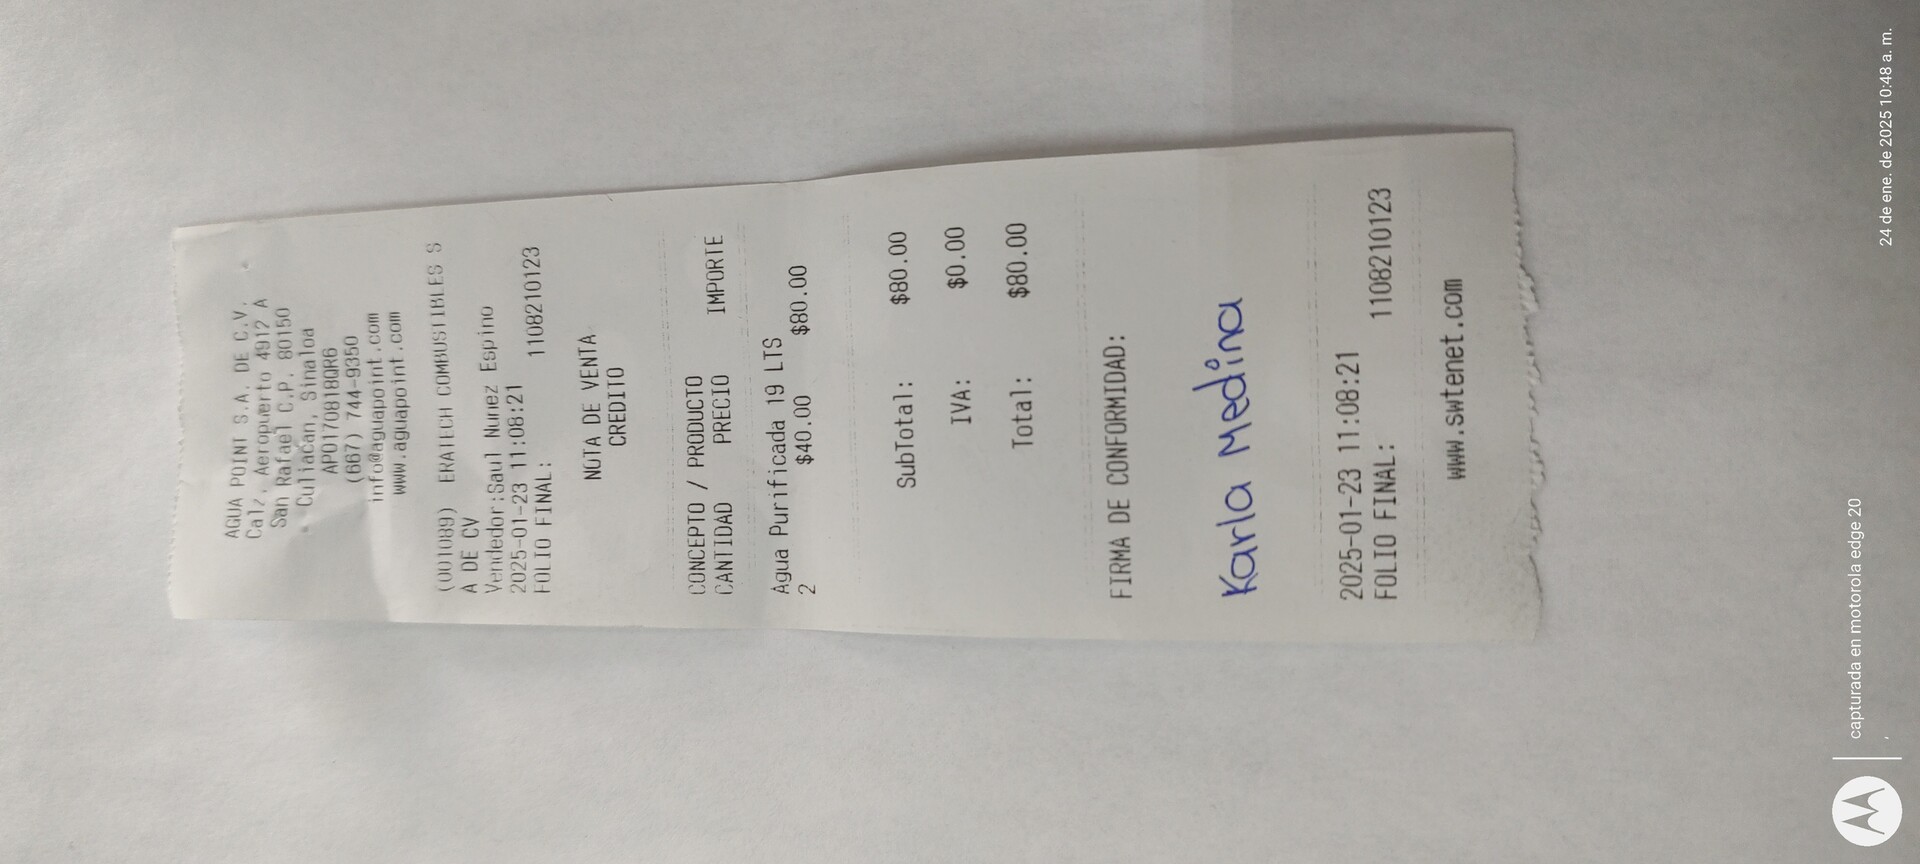 AGUA POINT S.A. DE C.V.
Calz. Aeropuerto 4912 A
San Rafael C.P. 80150
Culiacán, Sinaloa
APO170818QR6
(667) 744-9350
info@aguapoint.com
www.aguapoint.com
(001089) ERATECH COMBUSTIBLES S
A DE CV
Vendedor:Saul Nunez Espino
2025-01-23 11:08:21
FOLIO FINAL: 1108210123
NOTA DE VENTA
CREDITO
CONCEPTO / PRODUCTO
CANTIDAD PRECIO IMPORTE
Agua Purificada 19 LTS
2 $40.00 $80.00
SubTotal: $80.00
IVA: $0.00
Total: $80.00
FIRMA DE CONFORMIDAD:
Karla Medina
2025-01-23 11:08:21
FOLIO FINAL: 1108210123
www.swtenet.com
capturada en motorola edge 20
24 de ene. de 2025 10:48 a. m.